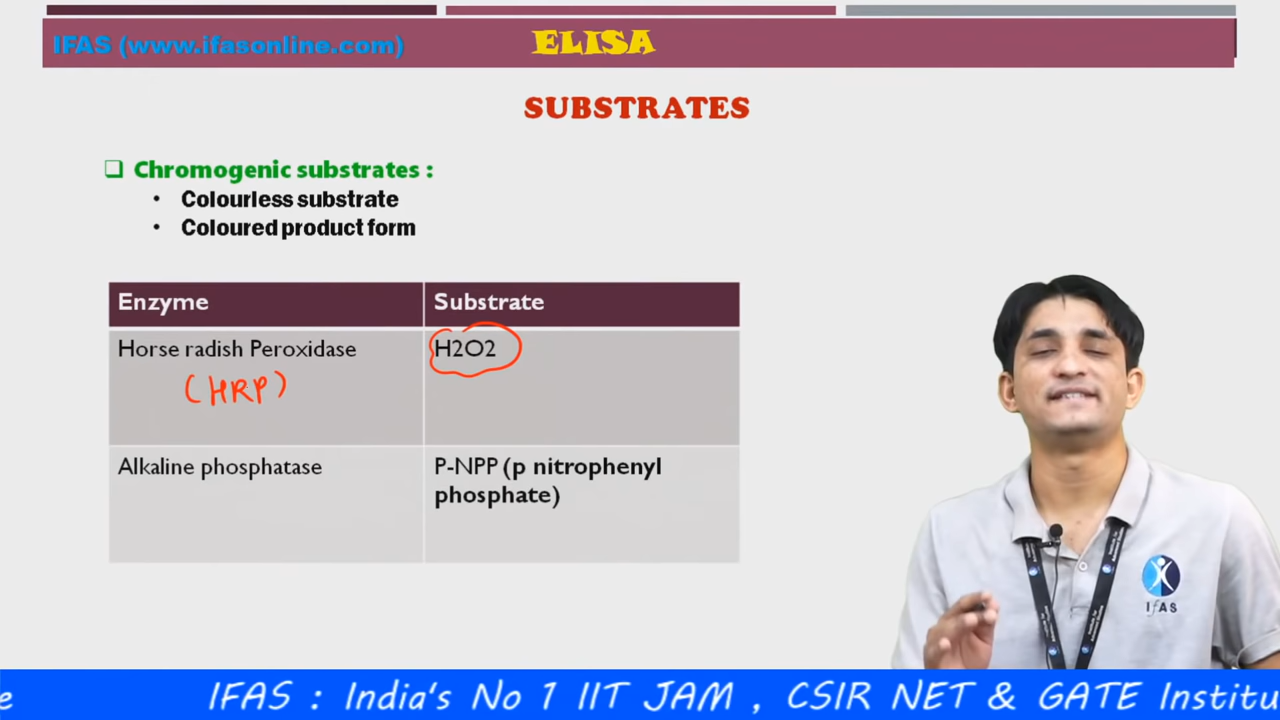 IFAS (www.ifasonline.com)
ELISA
SUBSTRATES
❑ Chromogenic substrates :
• Colourless substrate
• Coloured product form
Enzyme
Substrate
Horse radish Peroxidase
H2O2
(HRP)
Alkaline phosphatase
P-NPP (p nitrophenyl
phosphate)
IFAS
e IFAS : India's No 1 IIT JAM , CSIR NET & GATE Institu